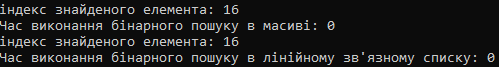 індекс знайденого елемента: 16
Час виконання бінарного пошуку в масиві: 0
індекс знайденого елемента: 16
Час виконання бінарного пошуку в лінійному зв'язному списку: 0